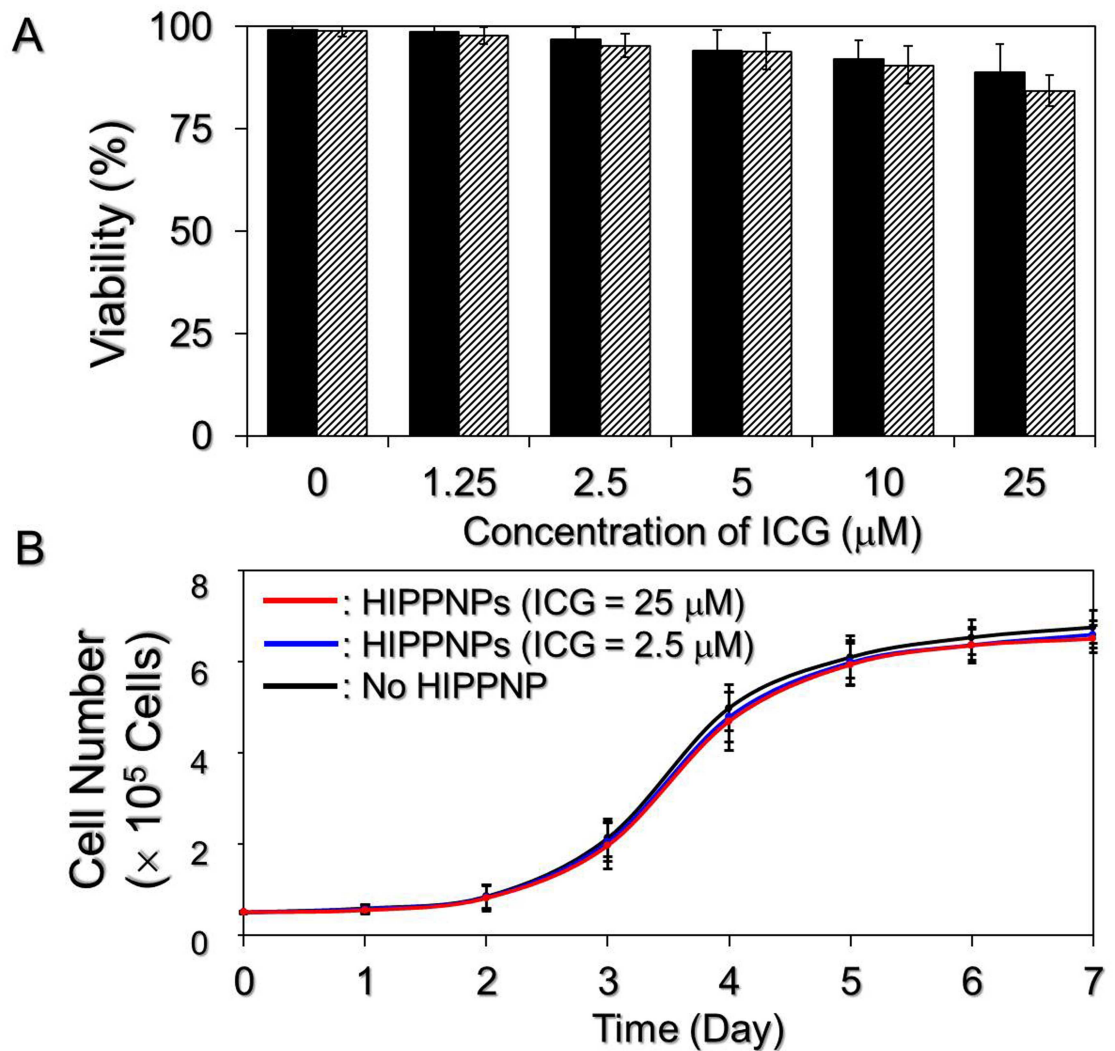 A
100
75
50
25
0
Viability (%)
0 1.25 2.5 5 10 25
Concentration of ICG (μM)
B
8
6
4
2
0
Cell Number
(× 10⁵ Cells)
: HIPPNPs (ICG = 25 μM)
: HIPPNPs (ICG = 2.5 μM)
: No HIPPNP
0 1 2 3 4 5 6 7
Time (Day)